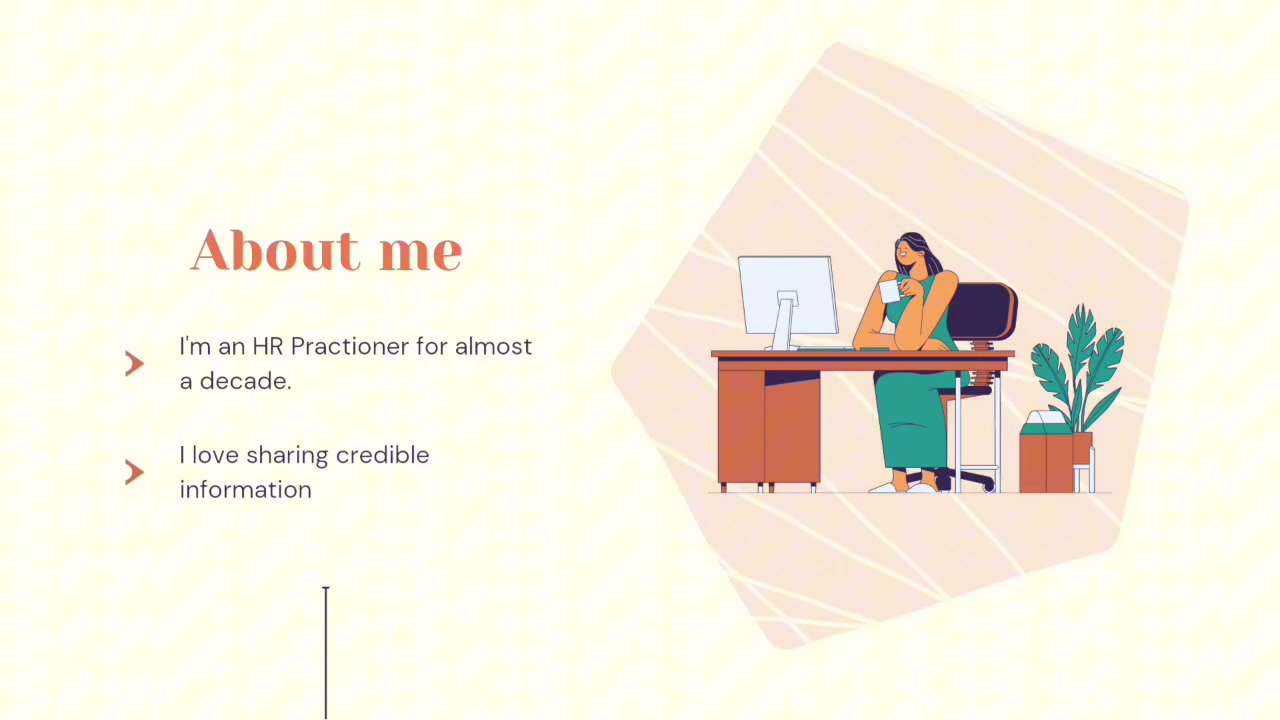 About me
I'm an HR Practioner for almost
a decade.
I love sharing credible
information